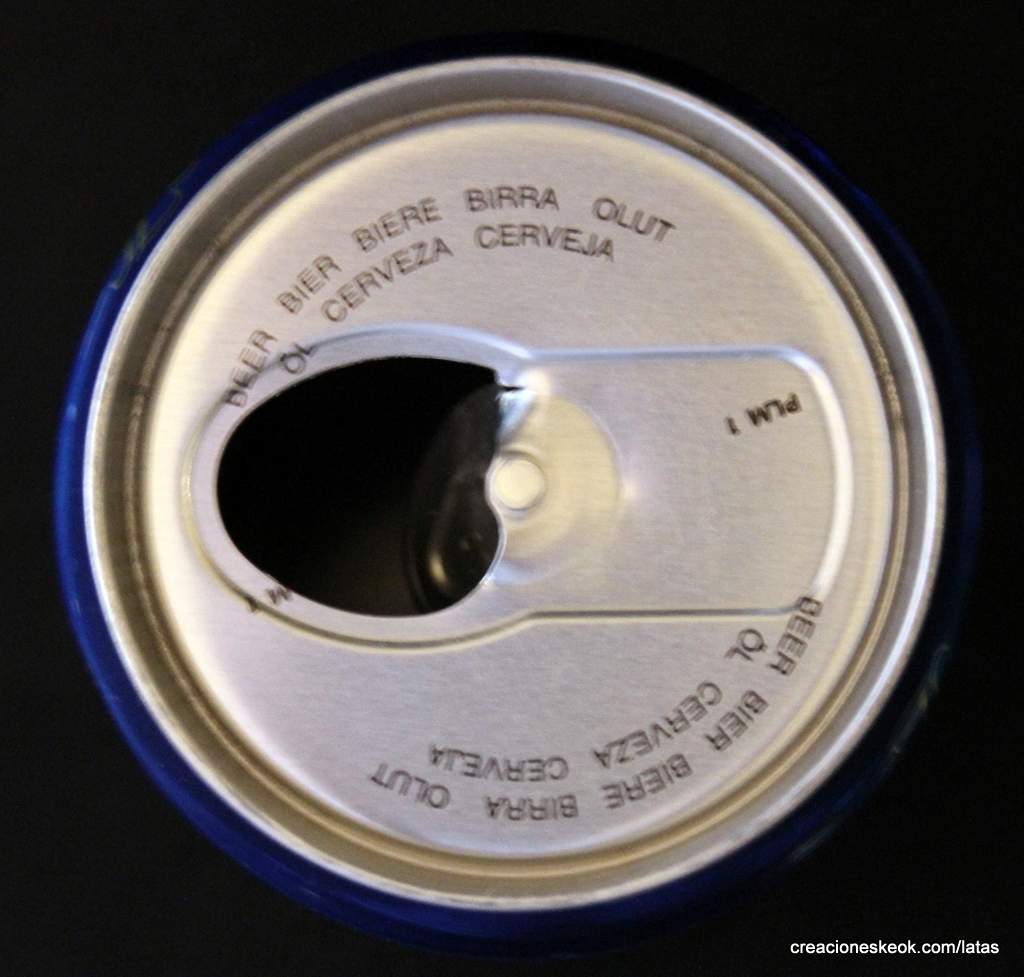 BEER BIER BIERE BIRRA OLUT
ÖL CERVEZA CERVEJA
PLM 1
M 1
BEER BIER BIERE BIRRA OLUT
ÖL CERVEZA CERVEJA
creacioneskeok.com/latas